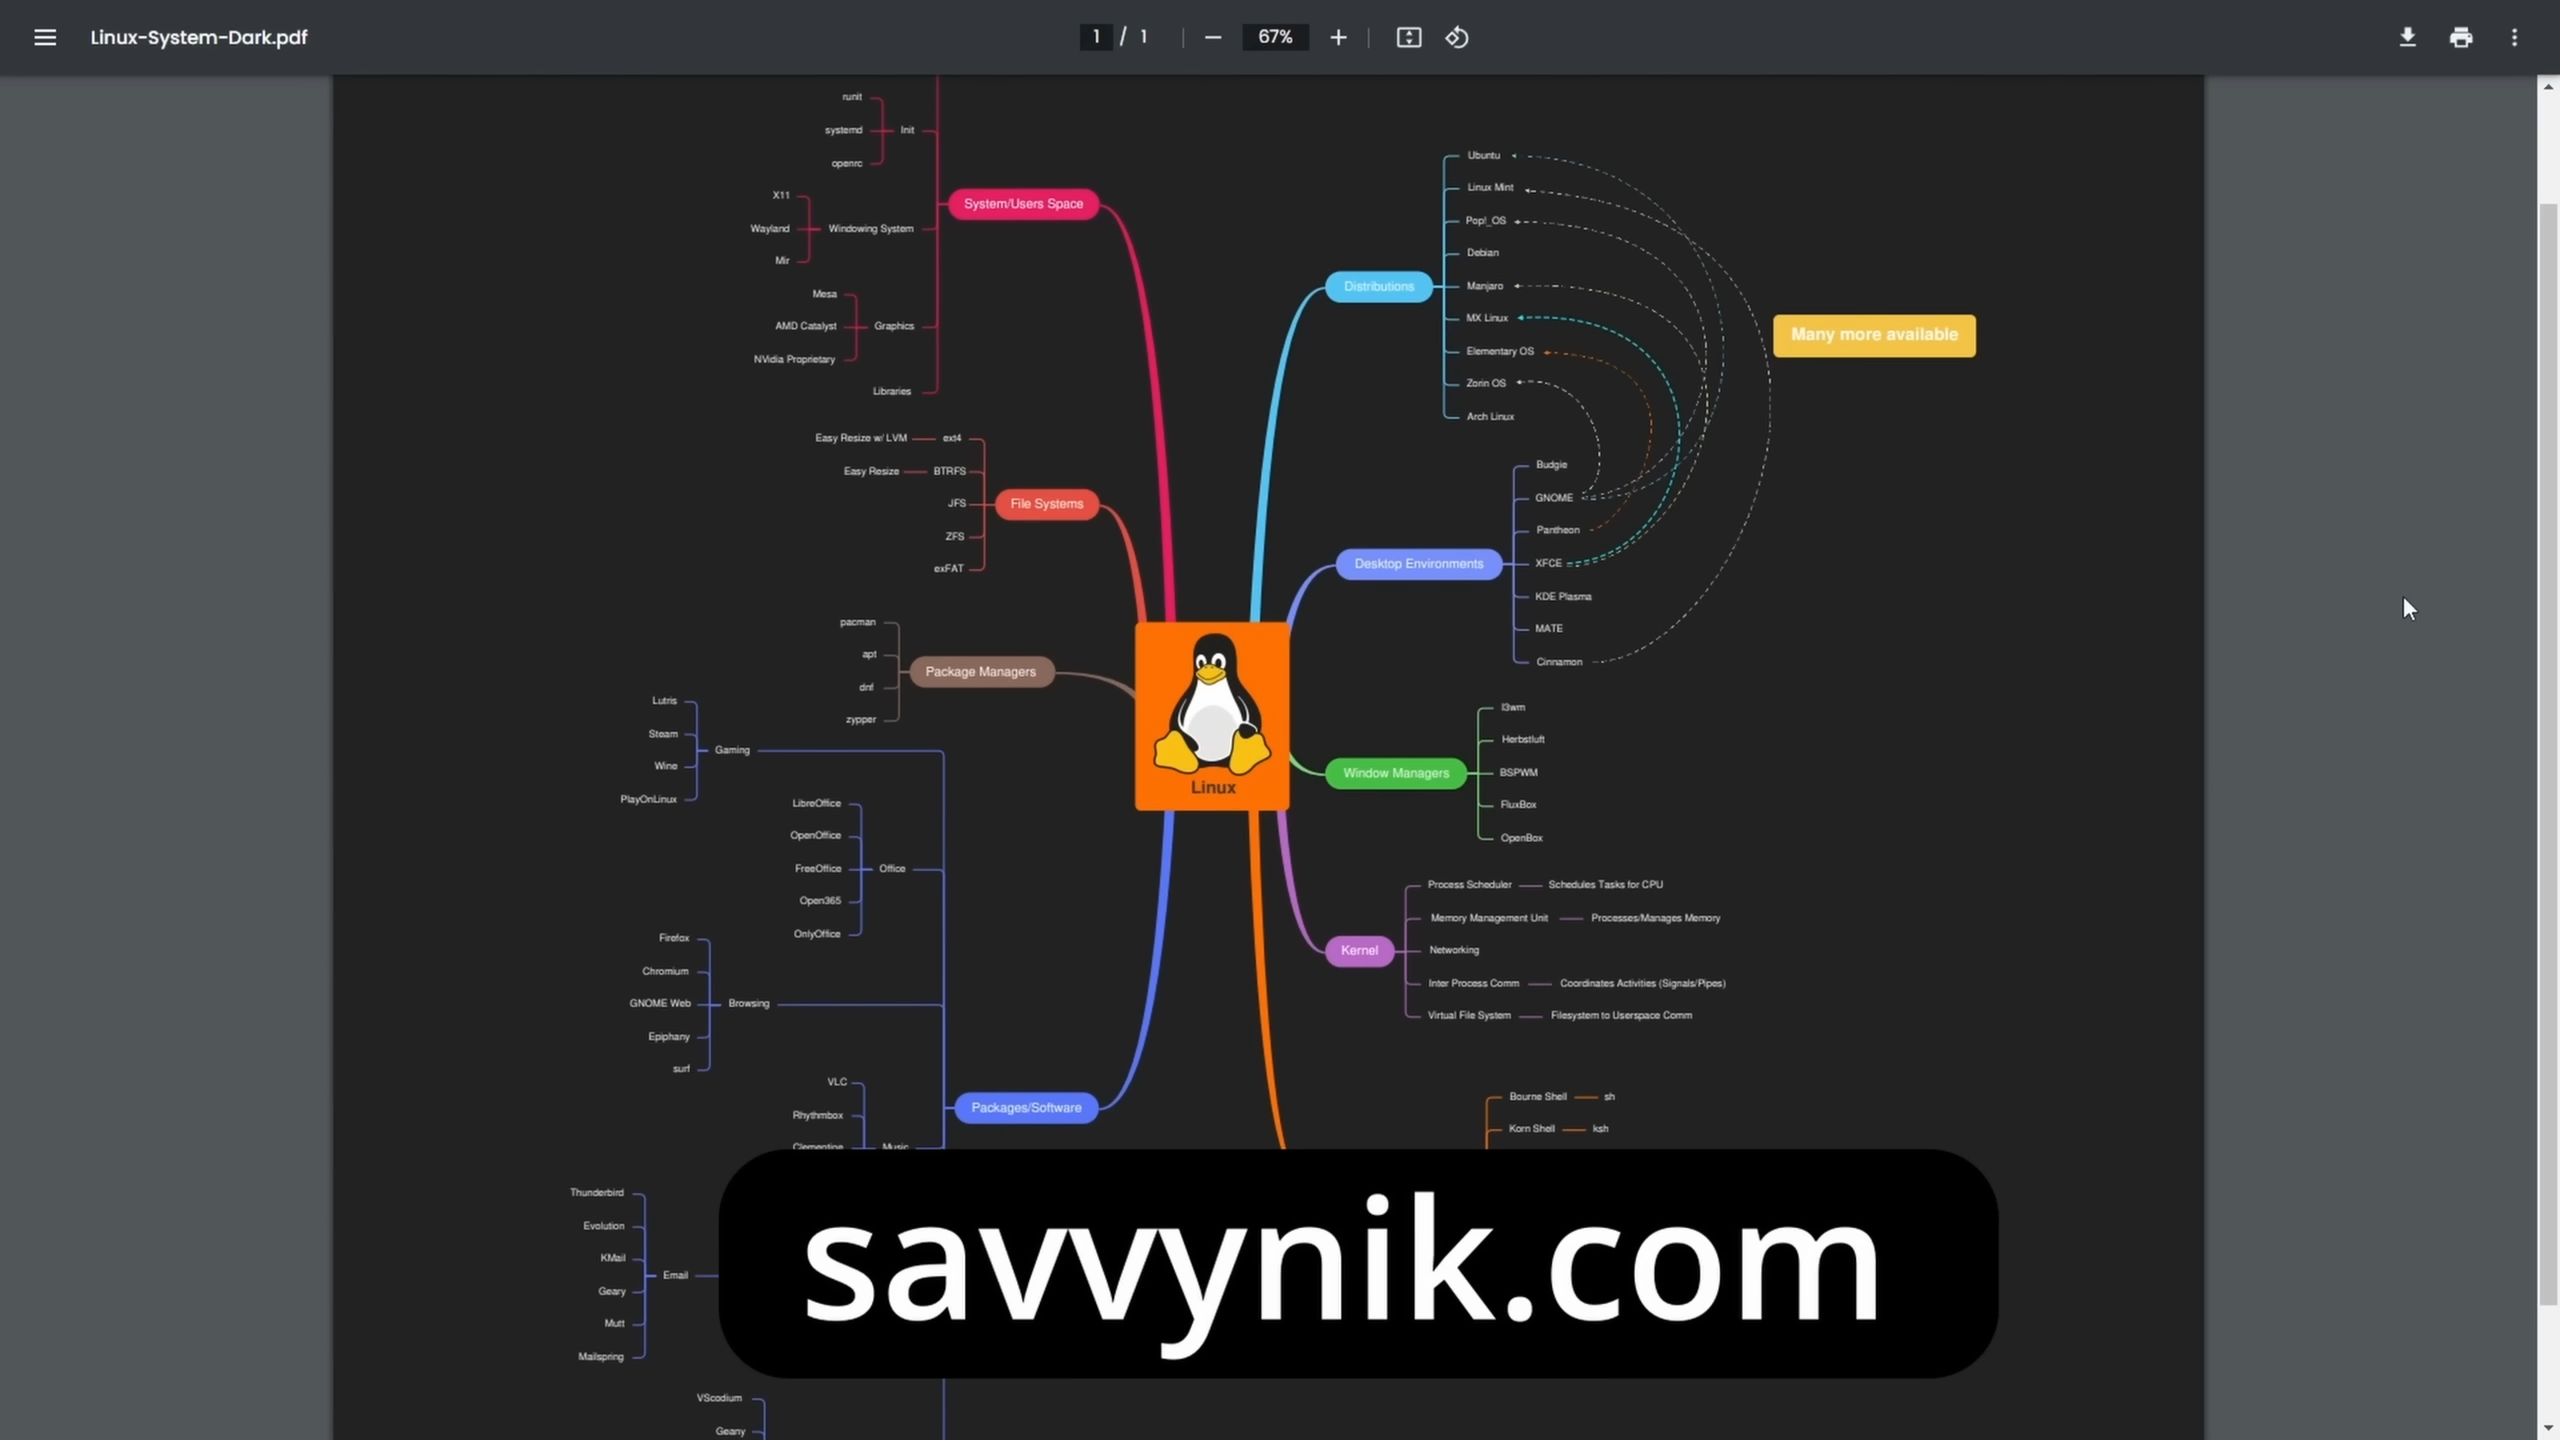 Linux-System-Dark.pdf
1 / 1
67%
runit
systemd
openrc
Init
X11
Wayland
Mir
Windowing System
Mesa
AMD Catalyst
NVidia Proprietary
Graphics
Libraries
System/Users Space
Easy Resize w/ LVM
ext4
Easy Resize
BTRFS
JFS
ZFS
exFAT
File Systems
pacman
apt
dnf
zypper
Package Managers
Lutris
Steam
Wine
PlayOnLinux
Gaming
LibreOffice
OpenOffice
FreeOffice
Open365
OnlyOffice
Office
Firefox
Chromium
GNOME Web
Epiphany
surf
Browsing
VLC
Rhythmbox
Clementine
Music
Packages/Software
Thunderbird
Evolution
KMail
Geary
Mutt
Mailspring
Email
VScodium
Geany
Linux
Distributions
Ubuntu
Linux Mint
Pop!_OS
Debian
Manjaro
MX Linux
Elementary OS
Zorin OS
Arch Linux
Many more available
Desktop Environments
Budgie
GNOME
Pantheon
XFCE
KDE Plasma
MATE
Cinnamon
Window Managers
I3wm
Herbstluft
BSPWM
FluxBox
OpenBox
Kernel
Process Scheduler
Schedules Tasks for CPU
Memory Management Unit
Processes/Manages Memory
Networking
Inter Process Comm
Coordinates Activities (Signals/Pipes)
Virtual File System
Filesystem to Userspace Comm
Bourne Shell
sh
Korn Shell
ksh
savvynik.com